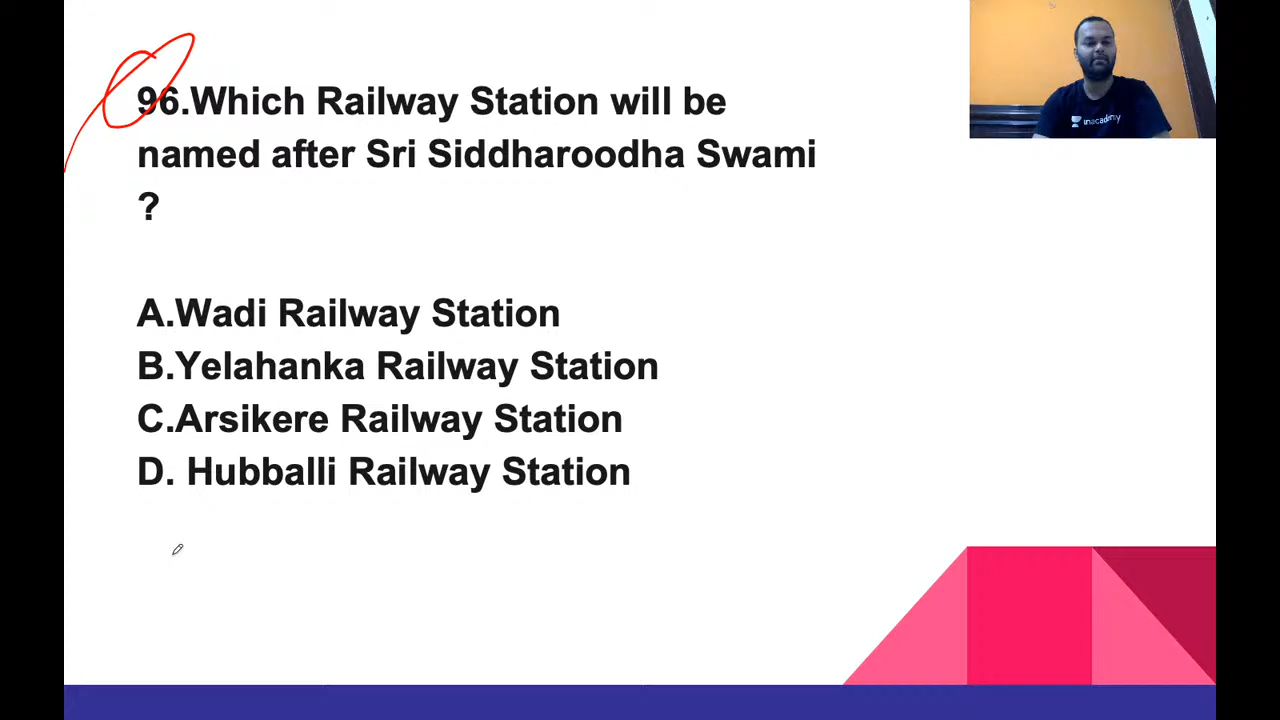 96.Which Railway Station will be
named after Sri Siddharoodha Swami
?
A.Wadi Railway Station
B.Yelahanka Railway Station
C.Arsikere Railway Station
D. Hubballi Railway Station
unacademy